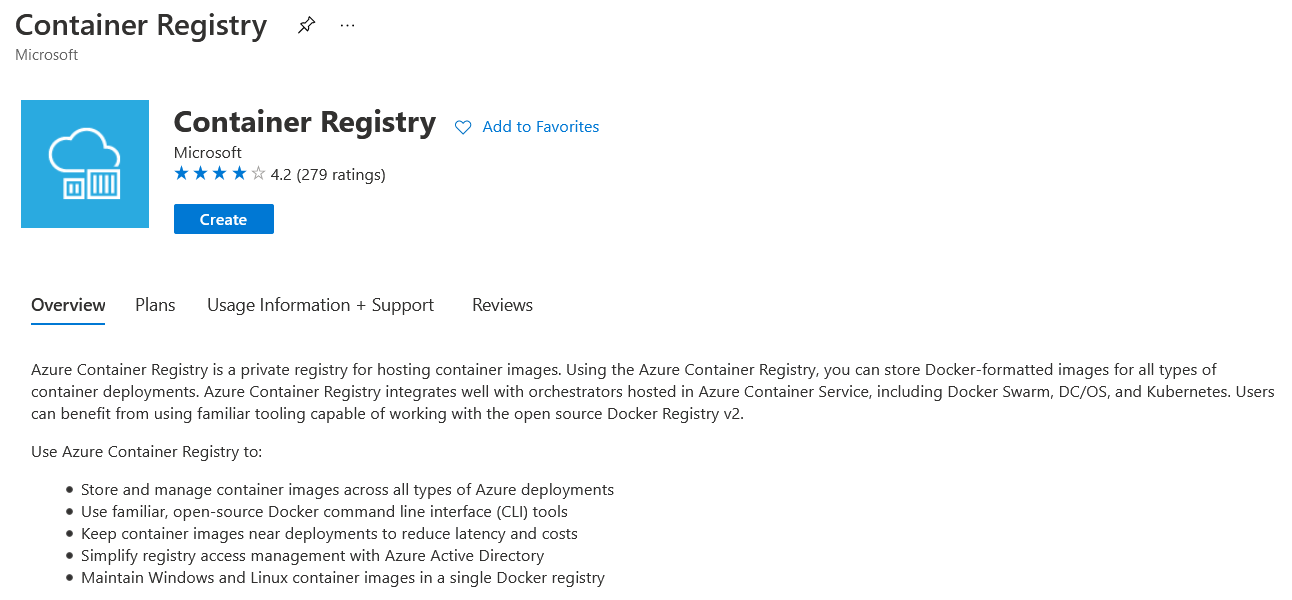 Container Registry
Microsoft
Container Registry
Add to Favorites
Microsoft
4.2 (279 ratings)
Create
Overview Plans Usage Information + Support Reviews
Azure Container Registry is a private registry for hosting container images. Using the Azure Container Registry, you can store Docker-formatted images for all types of
container deployments. Azure Container Registry integrates well with orchestrators hosted in Azure Container Service, including Docker Swarm, DC/OS, and Kubernetes. Users
can benefit from using familiar tooling capable of working with the open source Docker Registry v2.
Use Azure Container Registry to:
• Store and manage container images across all types of Azure deployments
• Use familiar, open-source Docker command line interface (CLI) tools
• Keep container images near deployments to reduce latency and costs
• Simplify registry access management with Azure Active Directory
• Maintain Windows and Linux container images in a single Docker registry